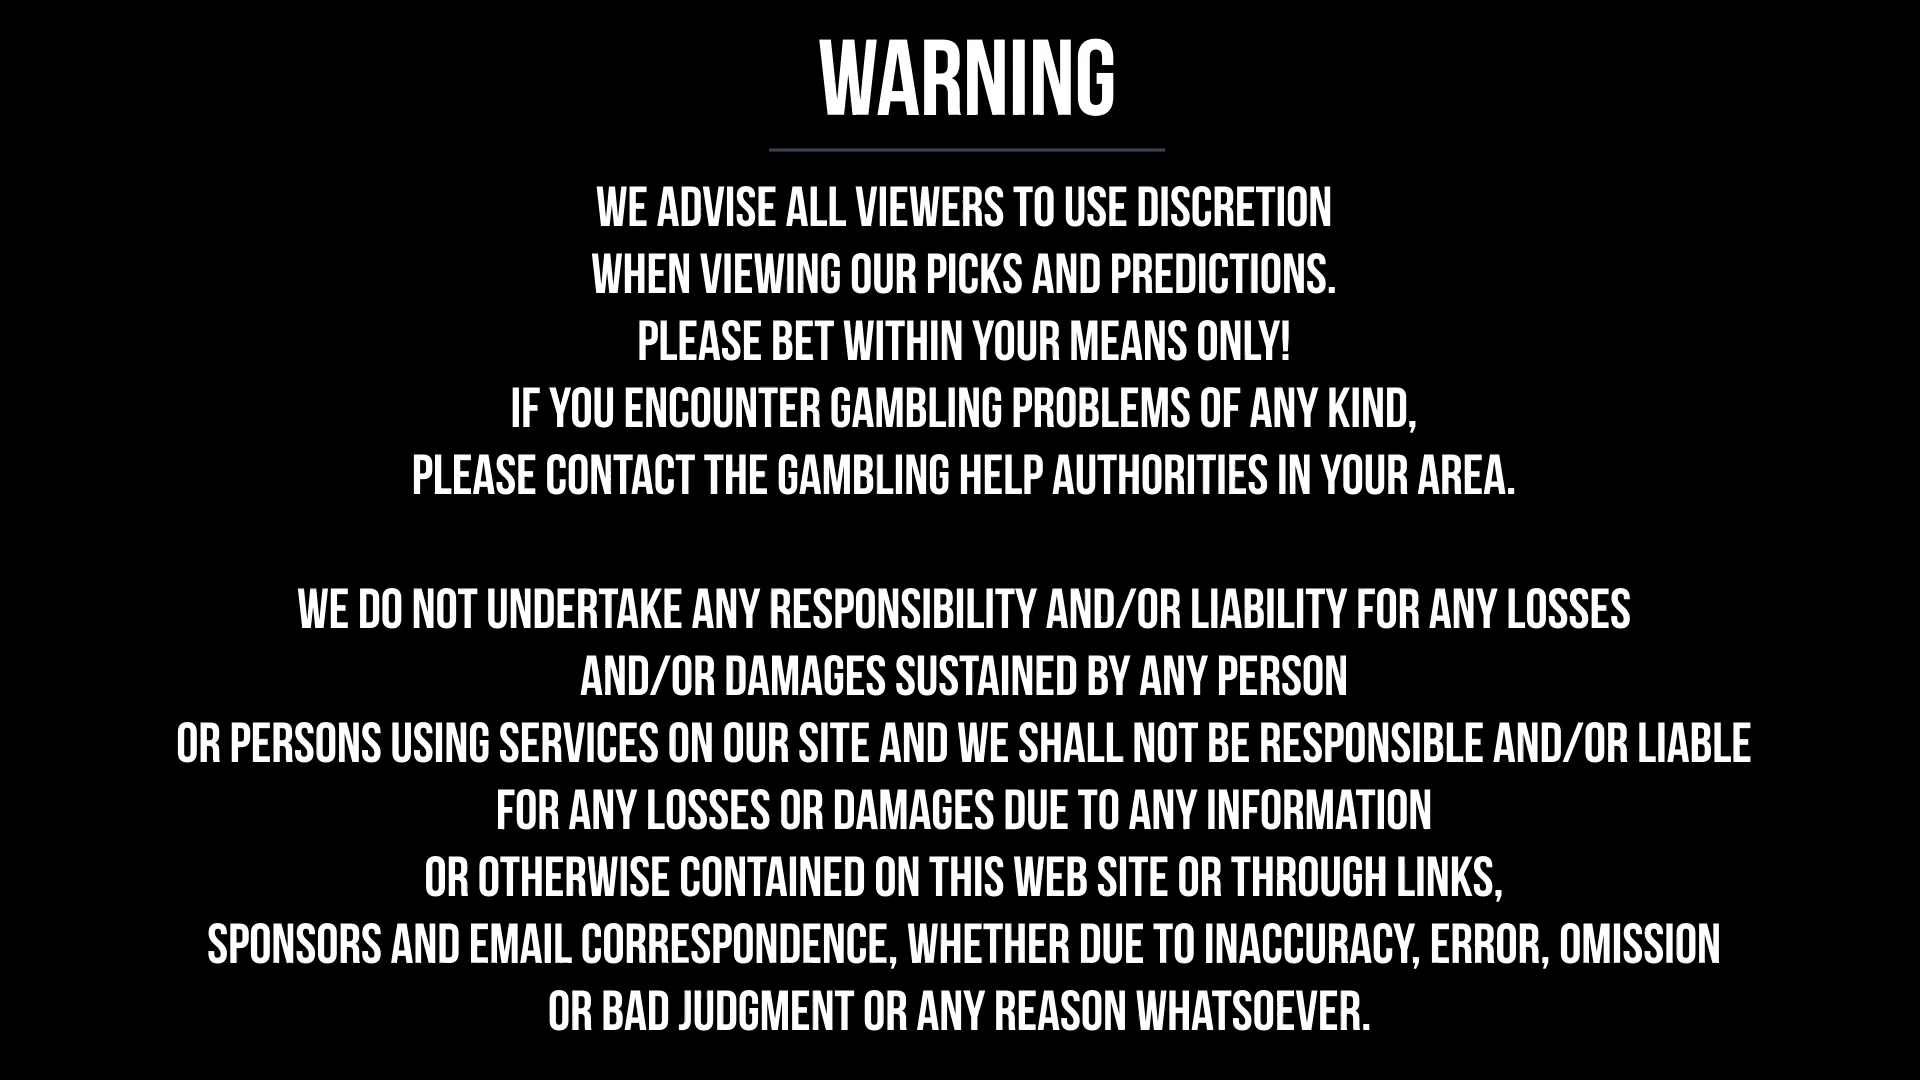 WARNING
WE ADVISE ALL VIEWERS TO USE DISCRETION
WHEN VIEWING OUR PICKS AND PREDICTIONS.
PLEASE BET WITHIN YOUR MEANS ONLY!
IF YOU ENCOUNTER GAMBLING PROBLEMS OF ANY KIND,
PLEASE CONTACT THE GAMBLING HELP AUTHORITIES IN YOUR AREA.
WE DO NOT UNDERTAKE ANY RESPONSIBILITY AND/OR LIABILITY FOR ANY LOSSES
AND/OR DAMAGES SUSTAINED BY ANY PERSON
OR PERSONS USING SERVICES ON OUR SITE AND WE SHALL NOT BE RESPONSIBLE AND/OR LIABLE
FOR ANY LOSSES OR DAMAGES DUE TO ANY INFORMATION
OR OTHERWISE CONTAINED ON THIS WEB SITE OR THROUGH LINKS,
SPONSORS AND EMAIL CORRESPONDENCE, WHETHER DUE TO INACCURACY, ERROR, OMISSION
OR BAD JUDGMENT OR ANY REASON WHATSOEVER.